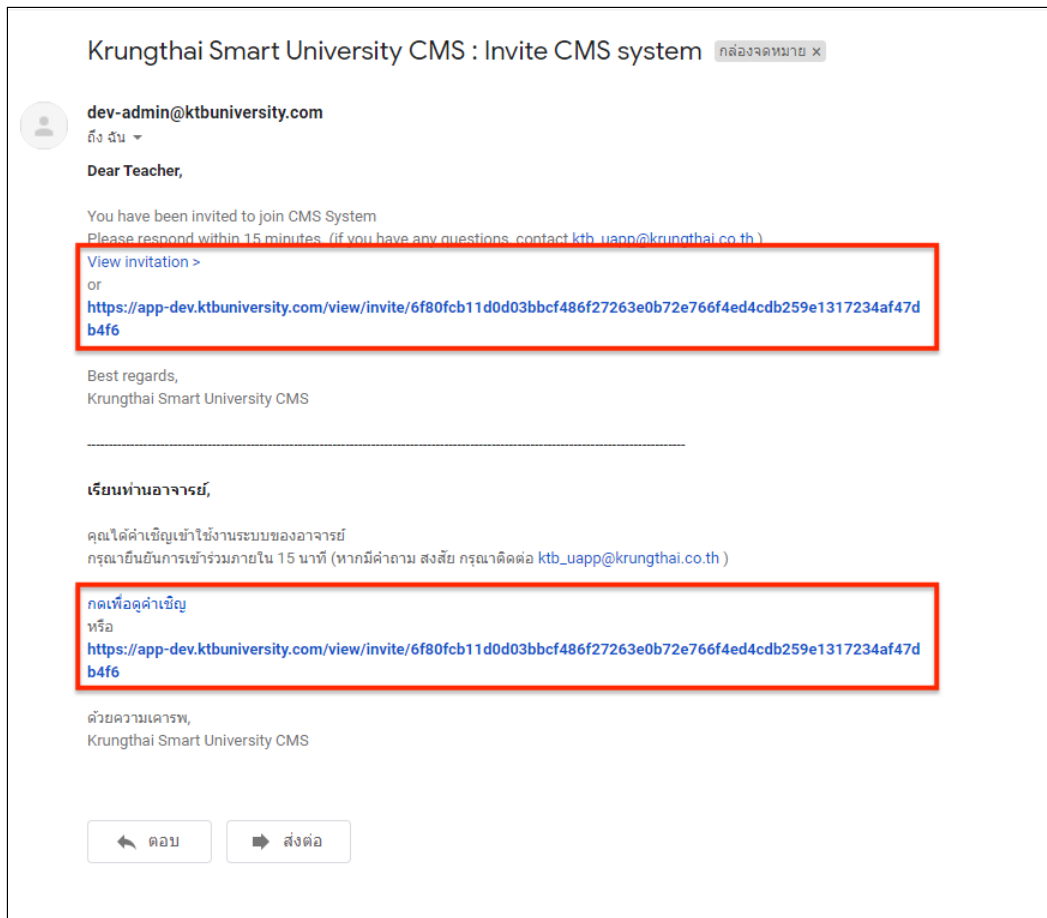 Krungthai Smart University CMS : Invite CMS system กล่องจดหมาย x
dev-admin@ktbuniversity.com
ถึง ฉัน
Dear Teacher,
You have been invited to join CMS System
Please respond within 15 minutes. (if you have any questions, contact ktb_uapp@krungthai.co.th )
View invitation >
or
https://app-dev.ktbuniversity.com/view/invite/6f80fcb11d0d03bbcf486f27263e0b72e766f4ed4cdb259e1317234af47d
b4f6
Best regards,
Krungthai Smart University CMS
เรียนท่านอาจารย์,
คุณได้คำเชิญเข้าใช้งานระบบของอาจารย์
กรุณายืนยันการเข้าร่วมภายใน 15 นาที (หากมีคำถาม สงสัย กรุณาติดต่อ ktb_uapp@krungthai.co.th )
กดเพื่อดูคำเชิญ
หรือ
https://app-dev.ktbuniversity.com/view/invite/6f80fcb11d0d03bbcf486f27263e0b72e766f4ed4cdb259e1317234af47d
b4f6
ด้วยความเคารพ,
Krungthai Smart University CMS
ตอบ ส่งต่อ